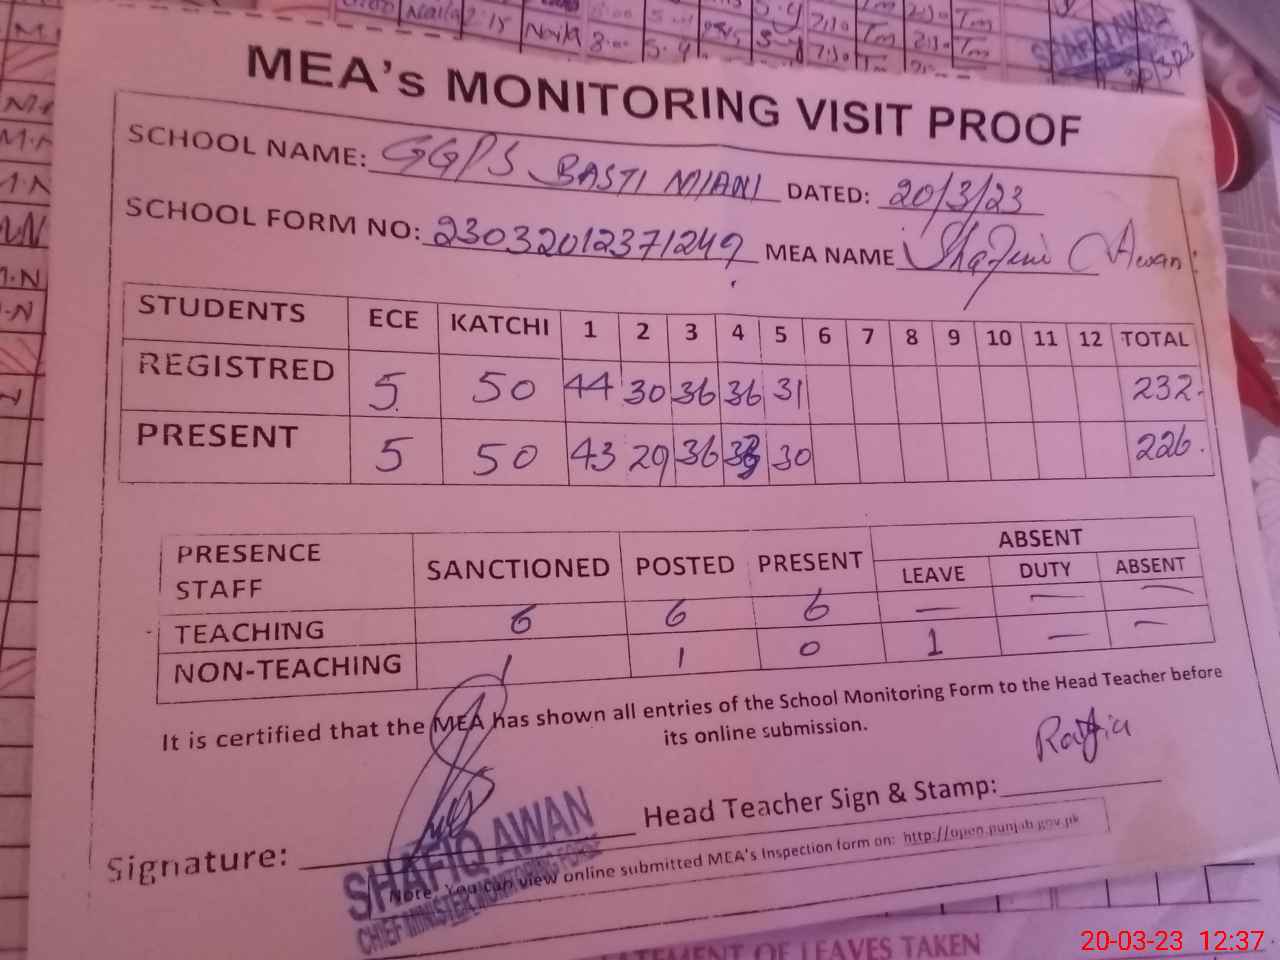 MEA's MONITORING VISIT PROOF
SCHOOL NAME: GGPS BASTI MIANI DATED: 20/3/23
SCHOOL FORM NO: 23032012371249 MEA NAME Awan
STUDENTS ECE KATCHI 1 2 3 4 5 6 7 8 9 10 11 12 TOTAL
REGISTRED 5 50 44 30 36 36 31 232
PRESENT 5 50 43 29 36 33 30 226
PRESENCE STAFF SANCTIONED POSTED PRESENT ABSENT
LEAVE DUTY ABSENT
TEACHING 6 6 6 — — —
NON-TEACHING 1 1 0 1 — —
It is certified that the MEA has shown all entries of the School Monitoring Form to the Head Teacher before
its online submission.
Signature: Head Teacher Sign & Stamp:
SHAFIQ AWAN
CHIEF MINISTER MONITORING FORCE
Note: You can view online submitted MEA's Inspection form on: http://open.punjab.gov.pk
STATEMENT OF LEAVES TAKEN
20-03-23 12:37